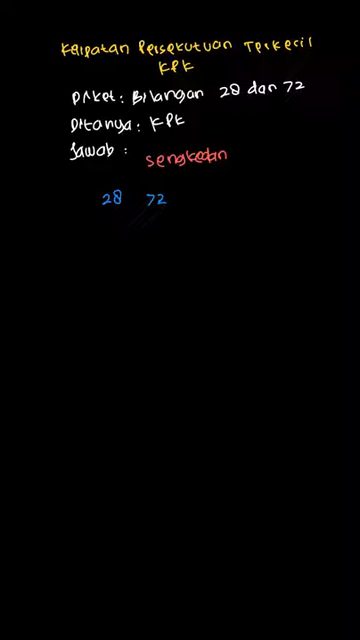 Kelipatan Persekutuan Terkecil
KPK
Diket: Bilangan 28 dan 72
Ditanya: KPK
Jawab:
Sengkedan
28 72